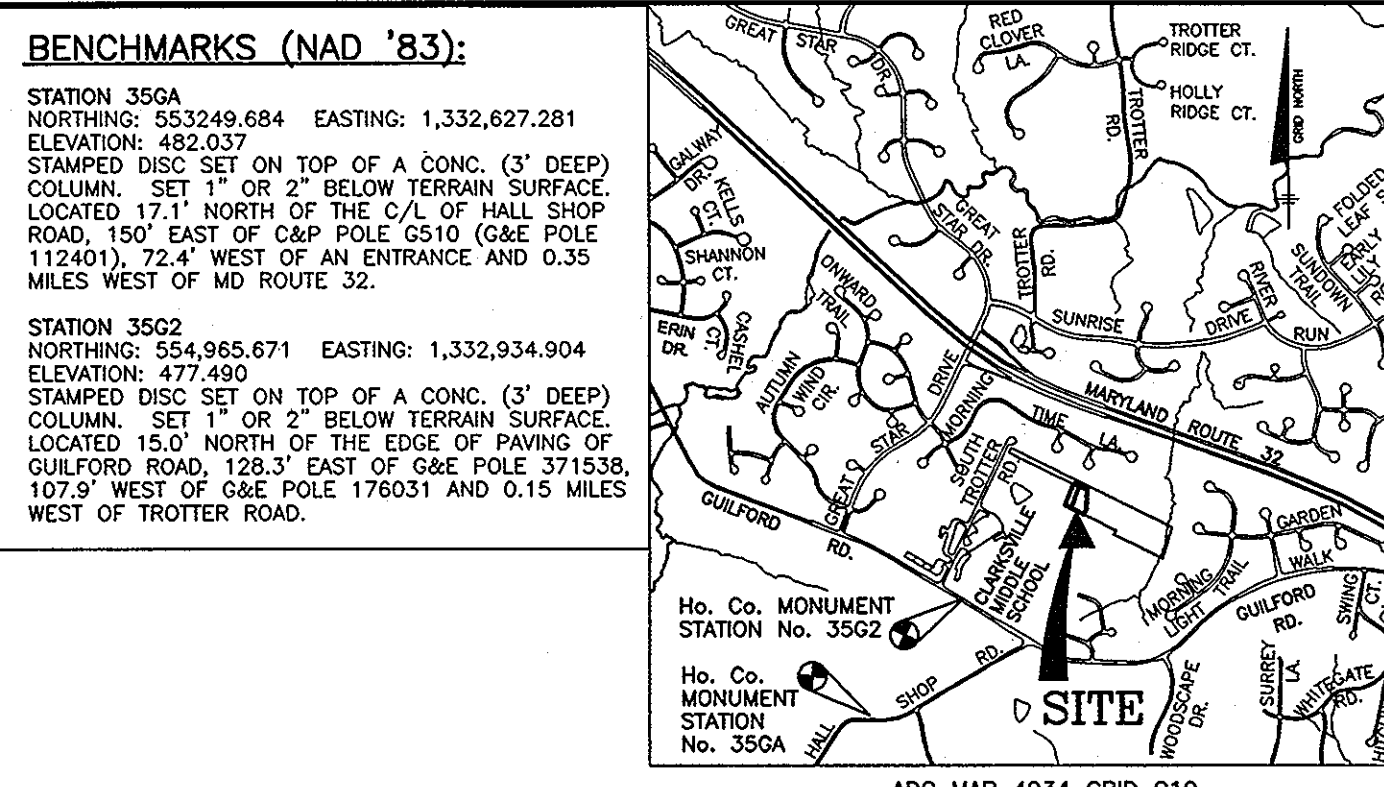 BENCHMARKS (NAD '83):
STATION 35GA
NORTHING: 553249.684 EASTING: 1,332,627.281
ELEVATION: 482.037
STAMPED DISC SET ON TOP OF A CONC. (3' DEEP)
COLUMN. SET 1" OR 2" BELOW TERRAIN SURFACE.
LOCATED 17.1' NORTH OF THE C/L OF HALL SHOP
ROAD, 150' EAST OF C&P POLE G510 (G&E POLE
112401), 72.4' WEST OF AN ENTRANCE AND 0.35
MILES WEST OF MD ROUTE 32.
STATION 35G2
NORTHING: 554,965.671 EASTING: 1,332,934.904
ELEVATION: 477.490
STAMPED DISC SET ON TOP OF A CONC. (3' DEEP)
COLUMN. SET 1" OR 2" BELOW TERRAIN SURFACE.
LOCATED 15.0' NORTH OF THE EDGE OF PAVING OF
GUILFORD ROAD, 128.3' EAST OF G&E POLE 371538,
107.9' WEST OF G&E POLE 176031 AND 0.15 MILES
WEST OF TROTTER ROAD.
GREAT STAR DR.
RED
CLOVER
LA.
TROTTER
RIDGE CT.
HOLLY
RIDGE CT.
TROTTER
RD.
GRID NORTH
GALWAY
DR.
KELLS
CT.
SHANNON
CT.
ERIN
DR.
CASHEL
CT.
GREAT
STAR DR.
TROTTER
RD.
ONWARD
TRAIL
AUTUMN
WIND
CIR.
SUNRISE DRIVE
RIVER
RUN
SUNDOWN
TRAIL
FOLDED
LEAF
EARLY
LILY
GREAT STAR DRIVE
MORNING TIME LA.
MARYLAND ROUTE 32
SOUTH
TROTTER
RD.
GUILFORD
RD.
CLARKSVILLE
MIDDLE
SCHOOL
GARDEN
WALK
MORNING
LIGHT
TRAIL
GUILFORD
RD.
SWING
CT.
Ho. Co. MONUMENT
STATION No. 35G2
Ho. Co.
MONUMENT
STATION
No. 35GA
HALL SHOP RD.
SITE
WOODSCAPE
DR.
SURREY
LA.
WHITEGATE
RD.